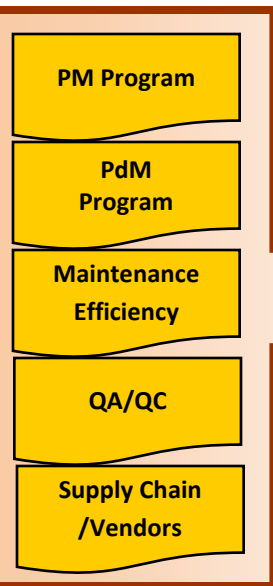 PM Program
PdM
Program
Maintenance
Efficiency
QA/QC
Supply Chain
/Vendors